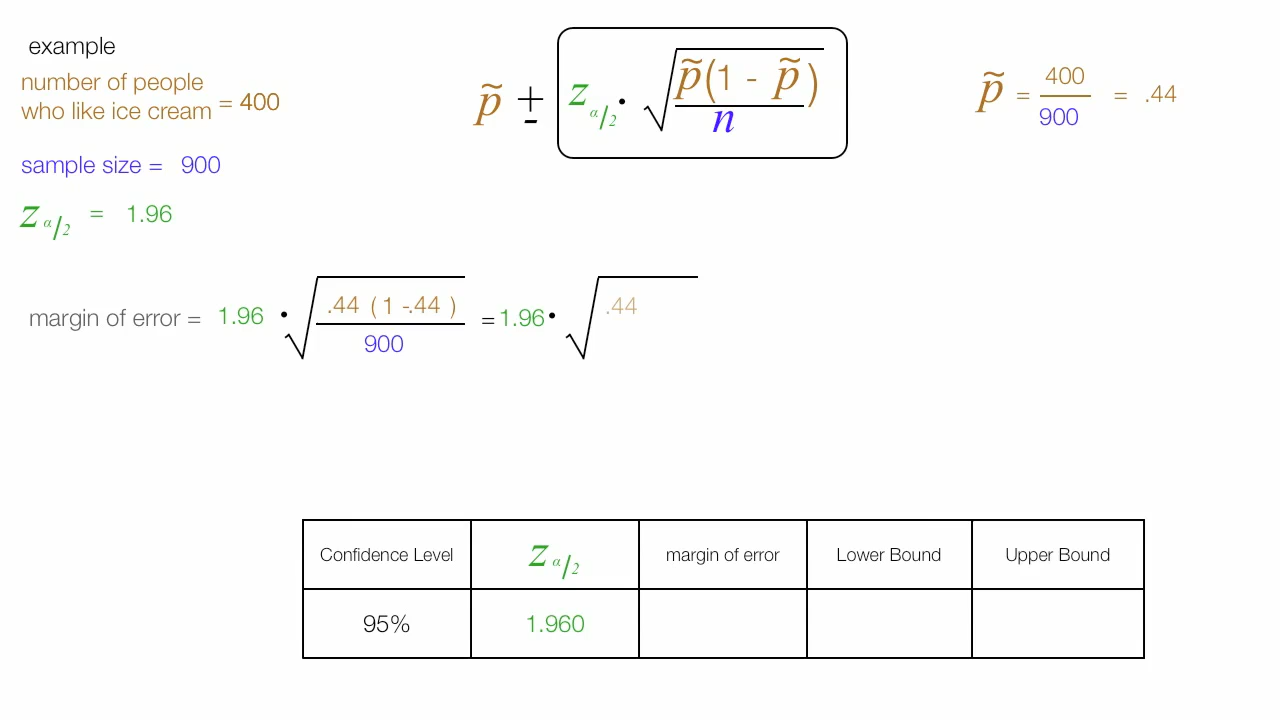 example
number of people
who like ice cream = 400
sample size = 900
z α/2 = 1.96
p̃ ± z α/2 · √ p̃(1 - p̃) / n
p̃ = 400 / 900 = .44
margin of error = 1.96 · √ .44 ( 1 -.44 ) / 900 = 1.96 · √ .44
Confidence Level z α/2 margin of error Lower Bound Upper Bound
95% 1.960